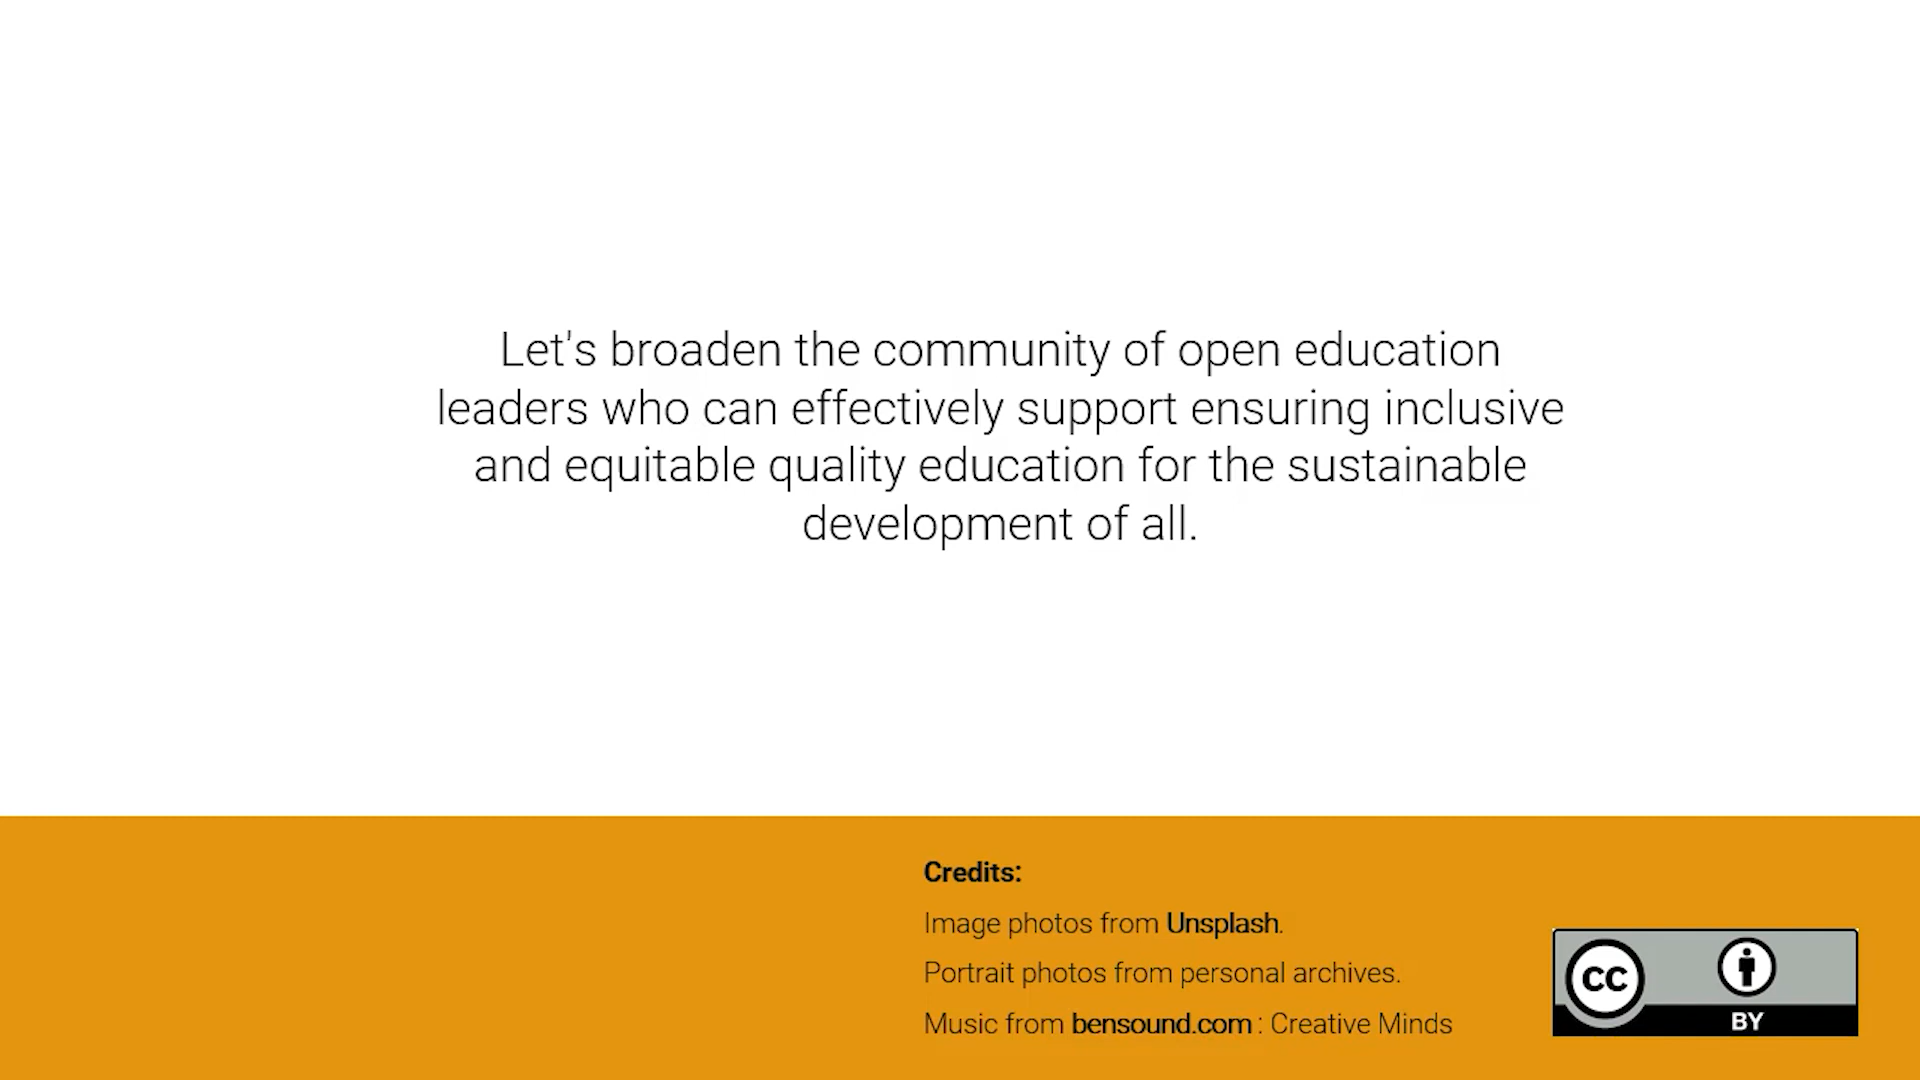 Let's broaden the community of open education
leaders who can effectively support ensuring inclusive
and equitable quality education for the sustainable
development of all.
Credits:
Image photos from Unsplash.
Portrait photos from personal archives.
Music from bensound.com : Creative Minds
CC
BY